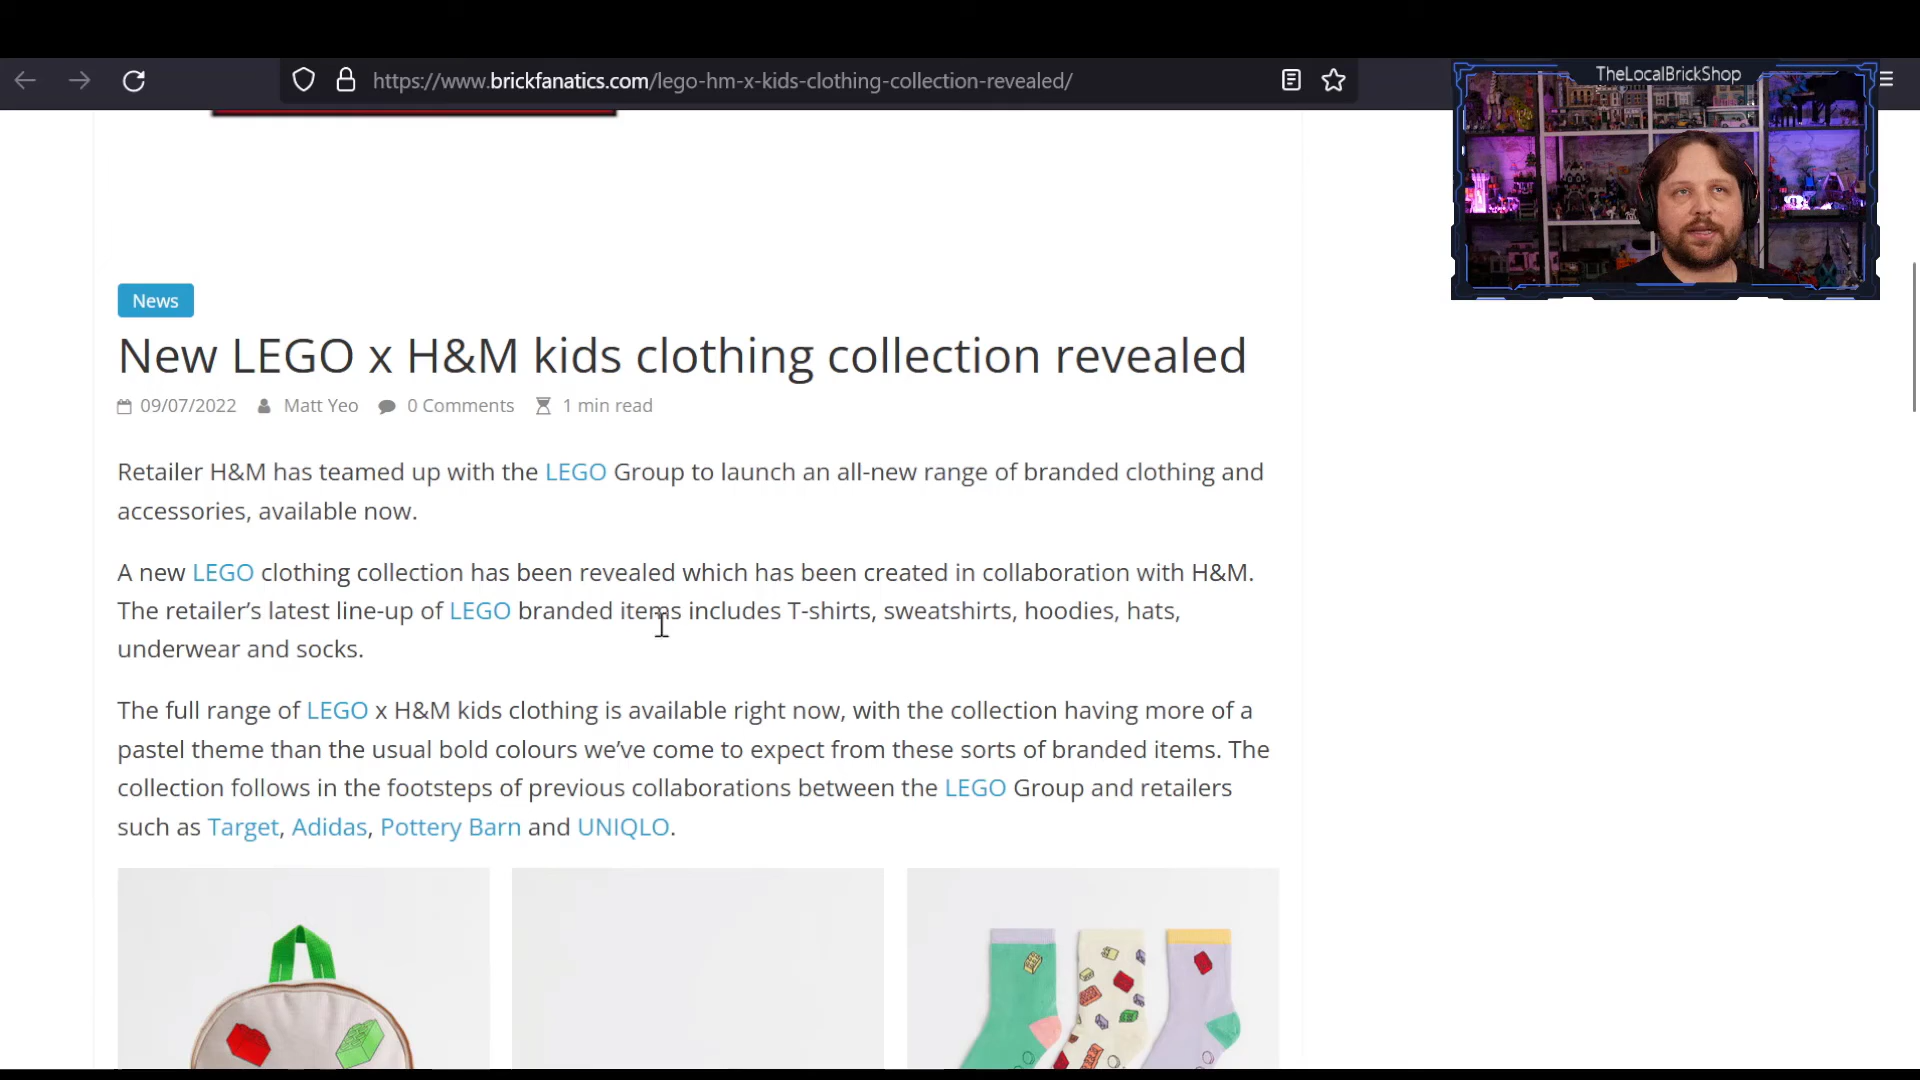 https://www.brickfanatics.com/lego-hm-x-kids-clothing-collection-revealed/
TheLocalBrickShop
News
New LEGO x H&M kids clothing collection revealed
09/07/2022 Matt Yeo 0 Comments 1 min read
Retailer H&M has teamed up with the LEGO Group to launch an all-new range of branded clothing and
accessories, available now.
A new LEGO clothing collection has been revealed which has been created in collaboration with H&M.
The retailer’s latest line-up of LEGO branded items includes T-shirts, sweatshirts, hoodies, hats,
underwear and socks.
The full range of LEGO x H&M kids clothing is available right now, with the collection having more of a
pastel theme than the usual bold colours we’ve come to expect from these sorts of branded items. The
collection follows in the footsteps of previous collaborations between the LEGO Group and retailers
such as Target, Adidas, Pottery Barn and UNIQLO.